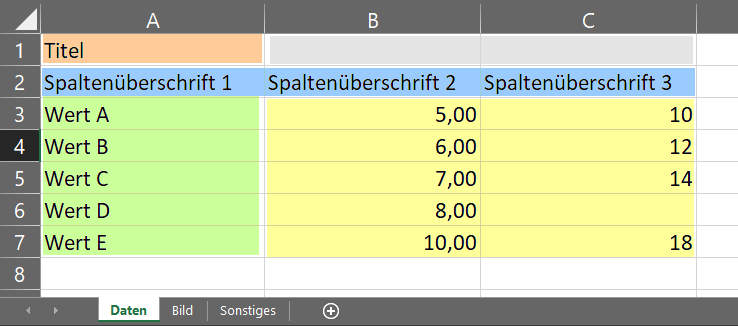 A B C
1 Titel
2 Spaltenüberschrift 1 Spaltenüberschrift 2 Spaltenüberschrift 3
3 Wert A 5,00 10
4 Wert B 6,00 12
5 Wert C 7,00 14
6 Wert D 8,00
7 Wert E 10,00 18
8
Daten Bild Sonstiges